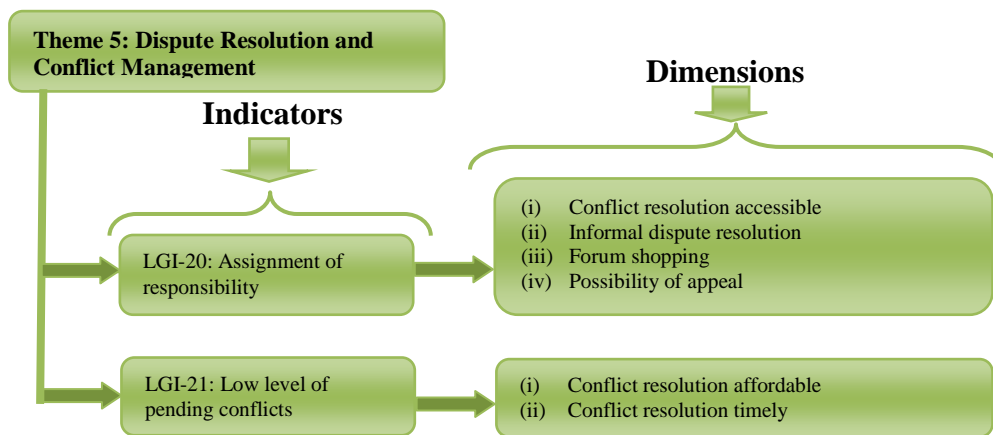 Theme 5: Dispute Resolution and
Conflict Management
Indicators
Dimensions
LGI-20: Assignment of
responsibility
(i) Conflict resolution accessible
(ii) Informal dispute resolution
(iii) Forum shopping
(iv) Possibility of appeal
LGI-21: Low level of
pending conflicts
(i) Conflict resolution affordable
(ii) Conflict resolution timely